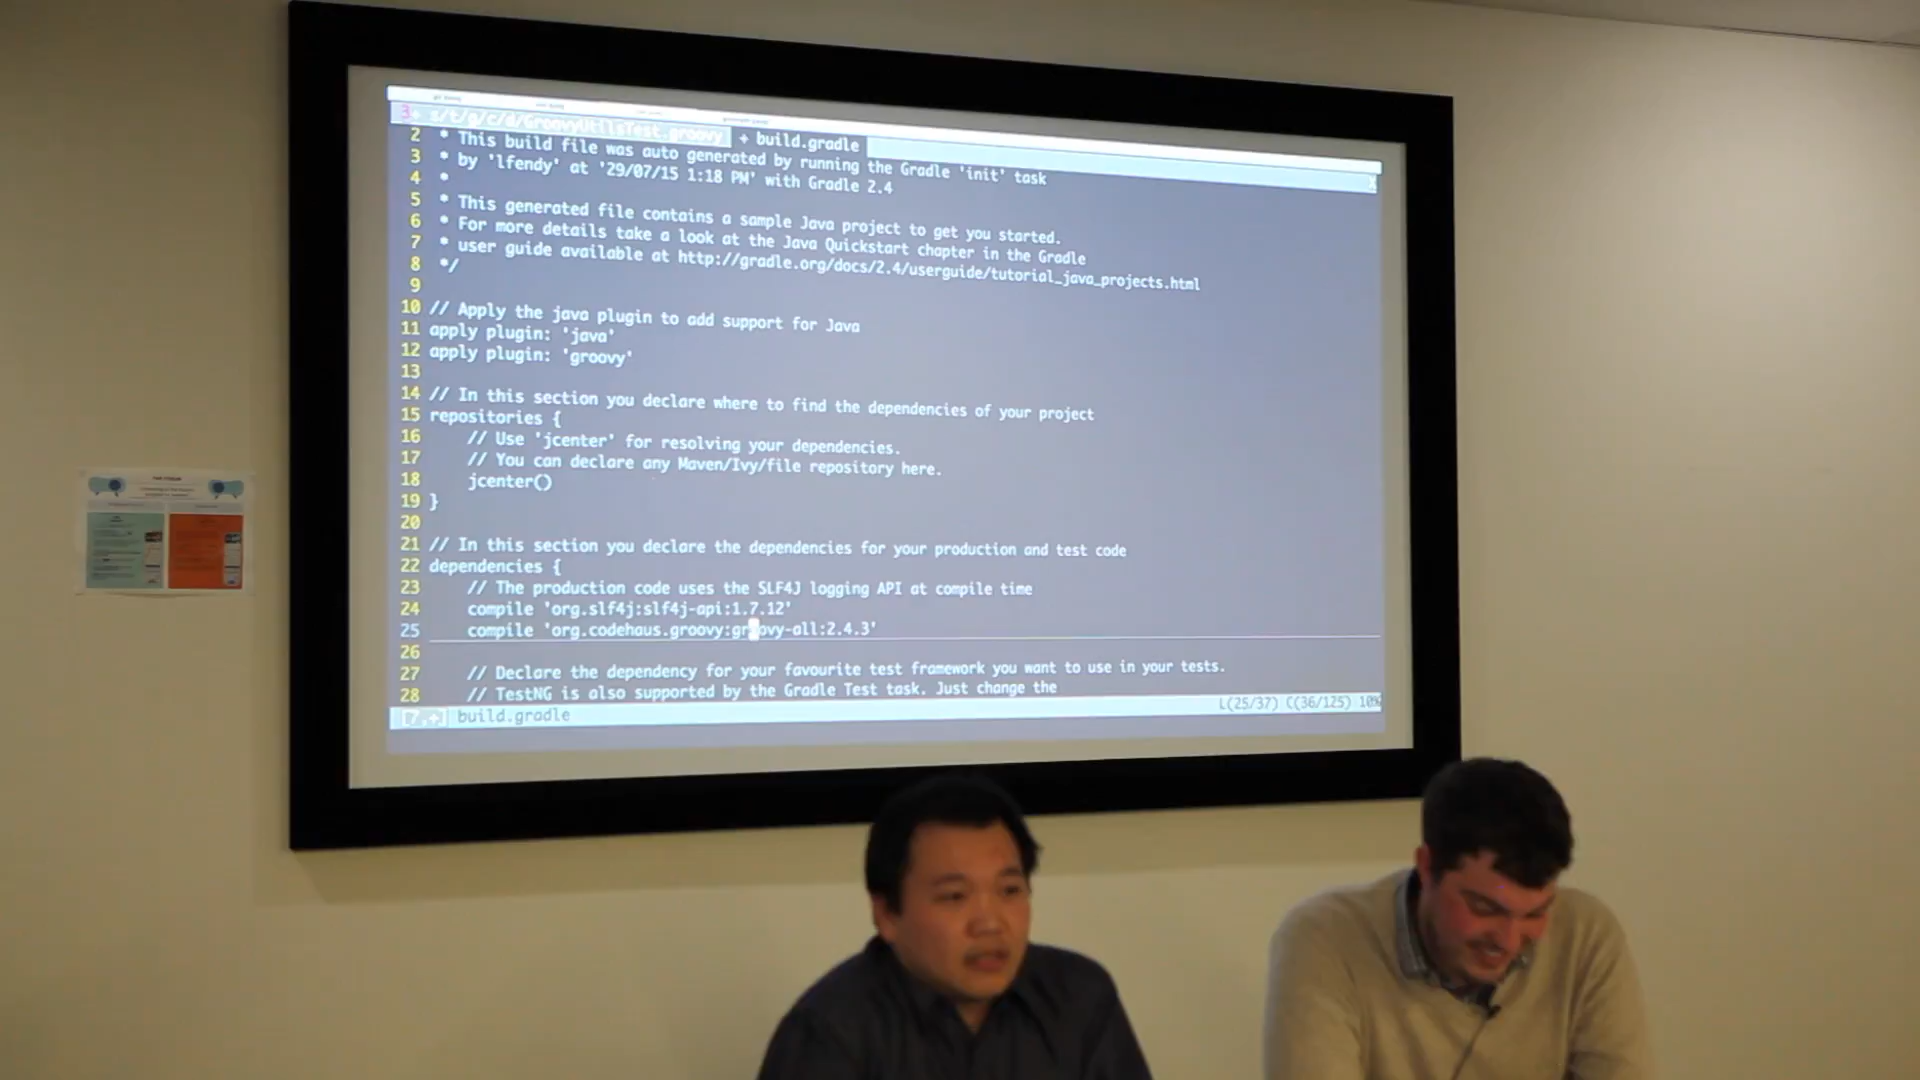 3+ s/t/g/c/d/GroovyUtilsTest.groovy + build.gradle X
2 * This build file was auto generated by running the Gradle 'init' task
3 * by 'lfendy' at '29/07/15 1:18 PM' with Gradle 2.4
4 *
5 * This generated file contains a sample Java project to get you started.
6 * For more details take a look at the Java Quickstart chapter in the Gradle
7 * user guide available at http://gradle.org/docs/2.4/userguide/tutorial_java_projects.html
8 */
9
10 // Apply the java plugin to add support for Java
11 apply plugin: 'java'
12 apply plugin: 'groovy'
13
14 // In this section you declare where to find the dependencies of your project
15 repositories {
16 // Use 'jcenter' for resolving your dependencies.
17 // You can declare any Maven/Ivy/file repository here.
18 jcenter()
19 }
20
21 // In this section you declare the dependencies for your production and test code
22 dependencies {
23 // The production code uses the SLF4J logging API at compile time
24 compile 'org.slf4j:slf4j-api:1.7.12'
25 compile 'org.codehaus.groovy:groovy-all:2.4.3'
26
27 // Declare the dependency for your favourite test framework you want to use in your tests.
28 // TestNG is also supported by the Gradle Test task. Just change the
[7,+] build.gradle L(25/37) C(36/125) 10%